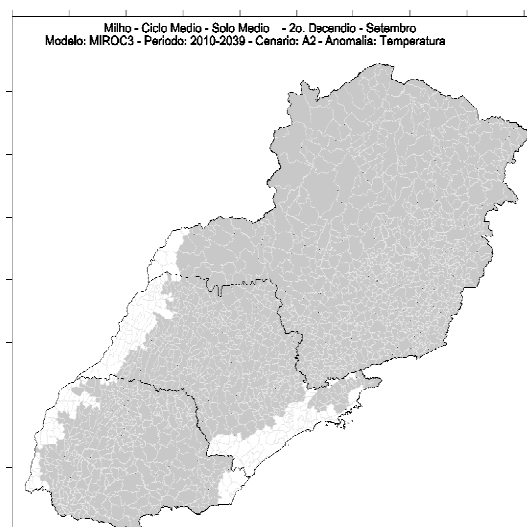 Milho - Ciclo Medio - Solo Medio - 2o. Decendio - Setembro
Modelo: MIROC3 - Periodo: 2010-2039 - Cenario: A2 - Anomalia: Temperatura